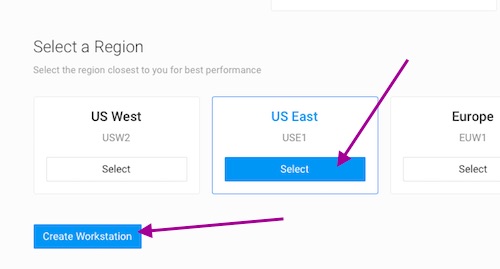 Select a Region
Select the region closest to you for best performance
US West
USW2
Select
US East
USE1
Select
Europe
EUW1
Select
Create Workstation